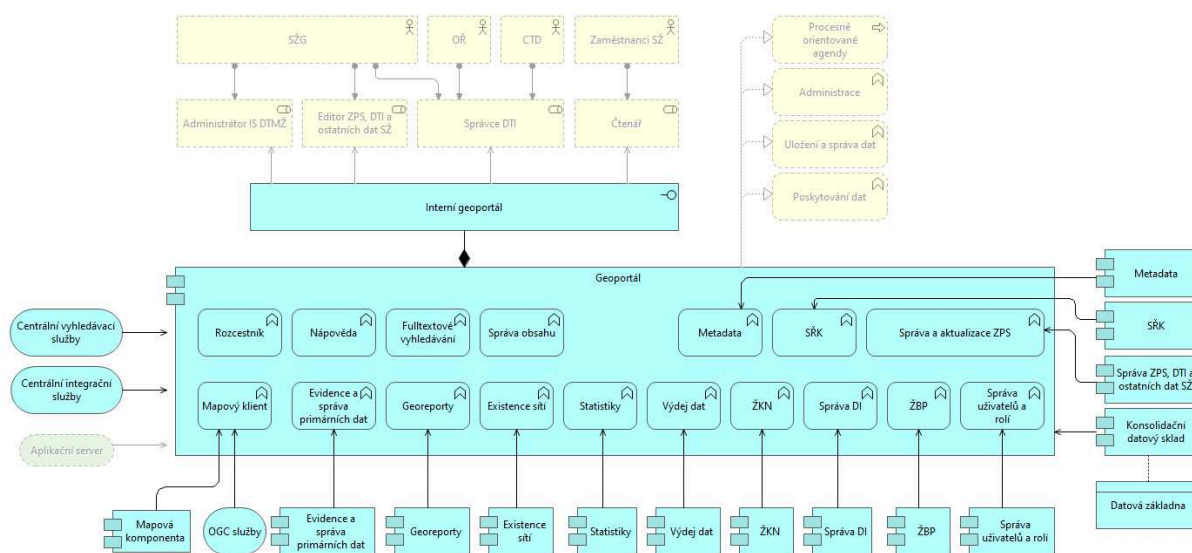 SŽG
OŘ
CTD
Zaměstnanci SŽ
Procesně
orientované
agendy
Administrátor IS DTMŽ
Editor ZPS, DTI a
ostatních dat SŽ
Správce DTI
Čtenář
Administrace
Uložení a správa dat
Poskytování dat
Interní geoportál
Geoportál
Metadata
Centrální vyhledávací
služby
Rozcestník
Nápověda
Fulltextové
vyhledávání
Správa obsahu
Metadata
SŘK
Správa a aktualizace ZPS
SŘK
Centrální integrační
služby
Mapový klient
Evidence a
správa
primárních dat
Georeporty
Existence sítí
Statistiky
Výdej dat
ŽKN
Správa DI
ŽBP
Správa
uživatelů a
rolí
Správa ZPS, DTI a
ostatních dat SŽ
Aplikační server
Konsolidační
datový sklad
Datová základna
Mapová
komponenta
OGC služby
Evidence a
správa
primárních dat
Georeporty
Existence
sítí
Statistiky
Výdej dat
ŽKN
Správa DI
ŽBP
Správa
uživatelů a rolí